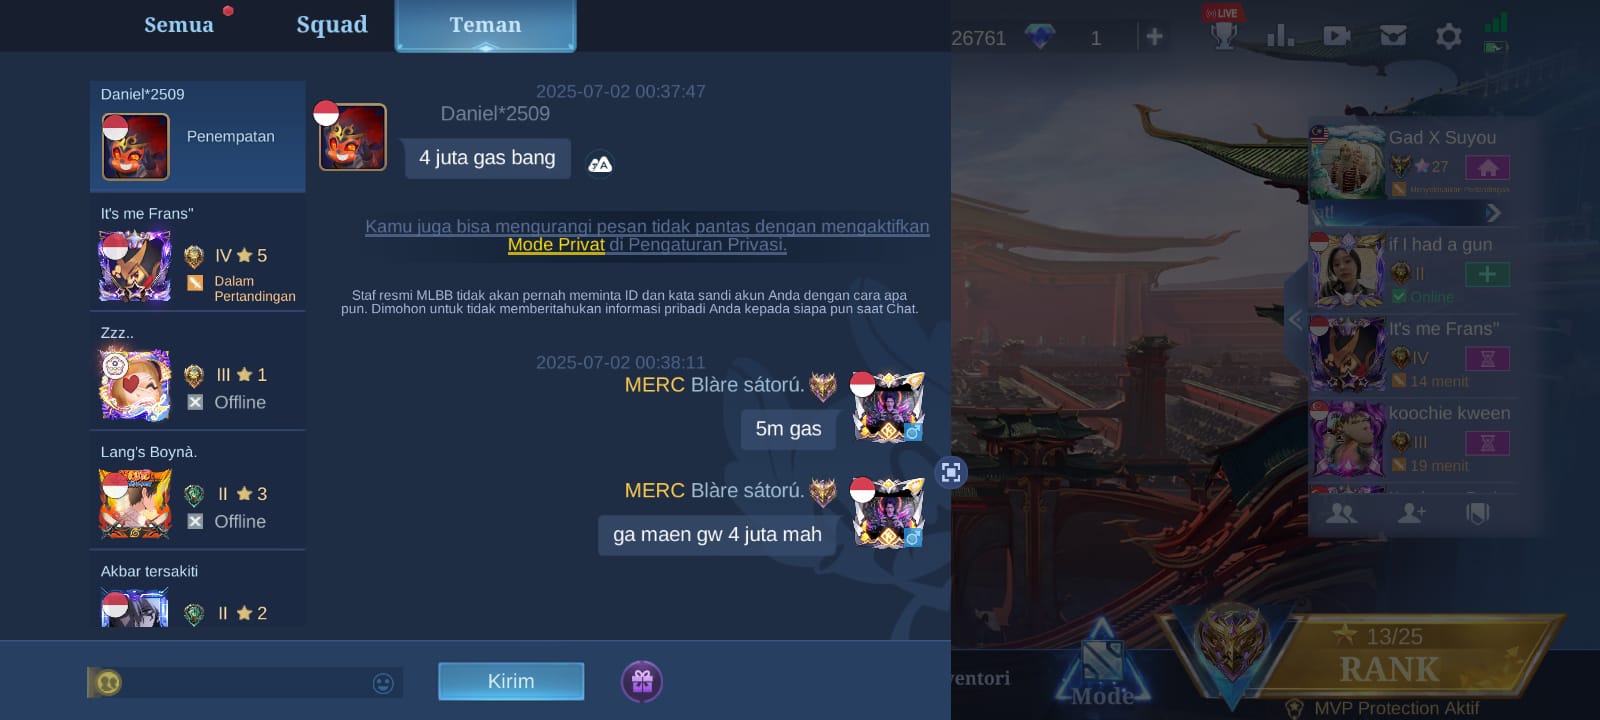 Semua
Squad
Teman
Daniel*2509
Penempatan
It's me Frans"
IV 5
Dalam
Pertandingan
Zzz..
III 1
Offline
Lang's Boynà.
II 3
Offline
Akbar tersakiti
II 2
2025-07-02 00:37:47
Daniel*2509
4 juta gas bang
Kamu juga bisa mengurangi pesan tidak pantas dengan mengaktifkan
Mode Privat di Pengaturan Privasi.
Staf resmi MLBB tidak akan pernah meminta ID dan kata sandi akun Anda dengan cara apa
pun. Dimohon untuk tidak memberitahukan informasi pribadi Anda kepada siapa pun saat Chat.
2025-07-02 00:38:11
MERC Blàre sátorú.
5m gas
MERC Blàre sátorú.
ga maen gw 4 juta mah
Kirim
26761
1
LIVE
Gad X Suyou
27
at!
if I had a gun
II
Online
It's me Frans"
IV
14 menit
koochie kween
III
19 menit
ventori
Mode
13/25
RANK
MVP Protection Aktif